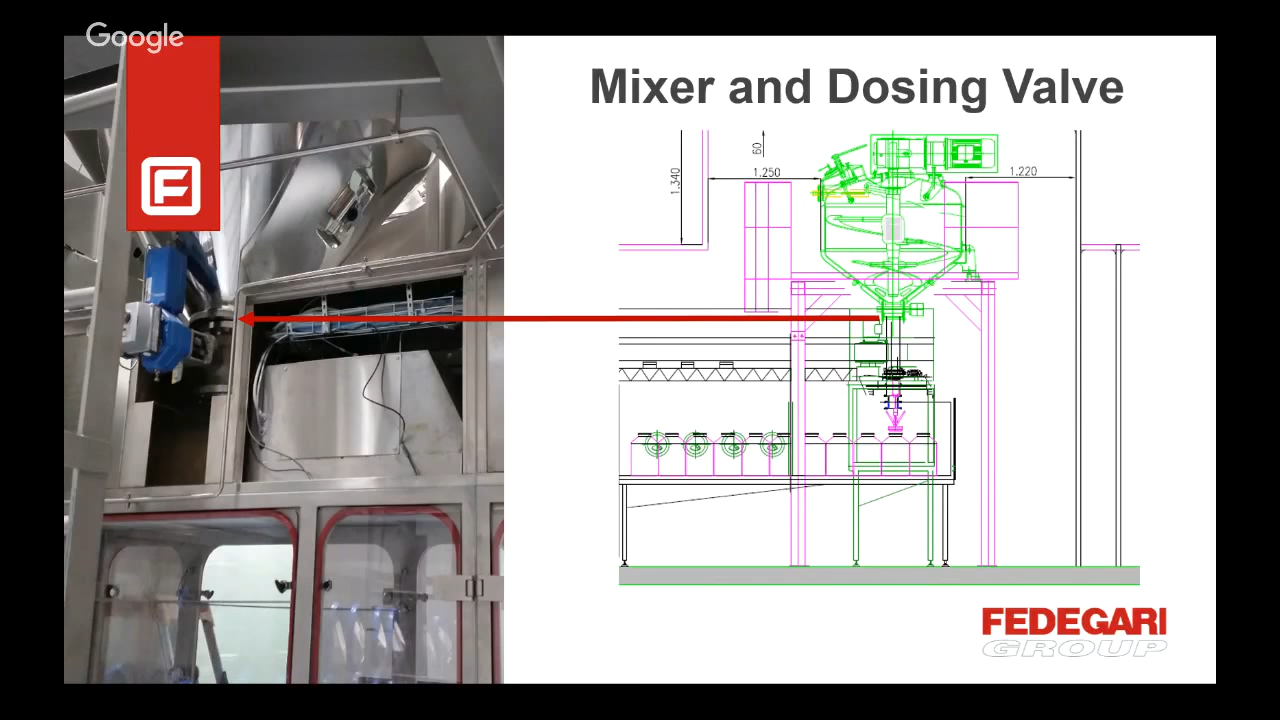 Google
F
Mixer and Dosing Valve
60
1.340
1.250
1.220
FEDEGARI
GROUP